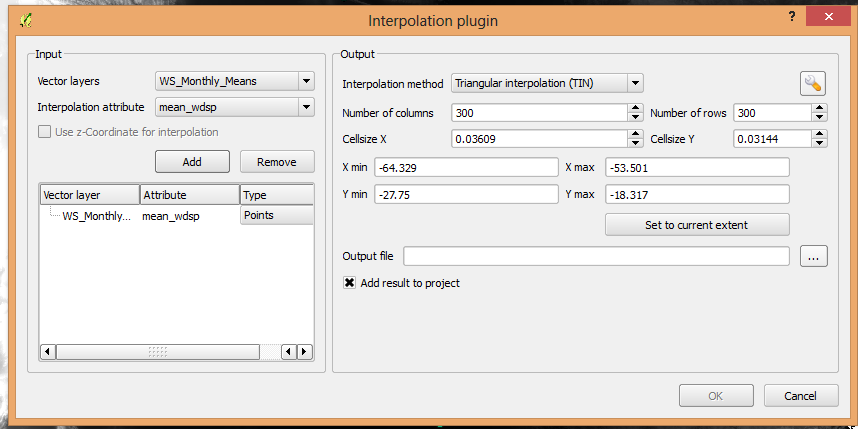 Interpolation plugin
?
Input
Vector layers WS_Monthly_Means
Interpolation attribute mean_wdsp
Use z-Coordinate for interpolation
Add Remove
Vector layer Attribute Type
WS_Monthly... mean_wdsp Points
Output
Interpolation method Triangular interpolation (TIN)
Number of columns 300 Number of rows 300
Cellsize X 0.03609 Cellsize Y 0.03144
X min -64.329 X max -53.501
Y min -27.75 Y max -18.317
Set to current extent
Output file ...
Add result to project
OK Cancel